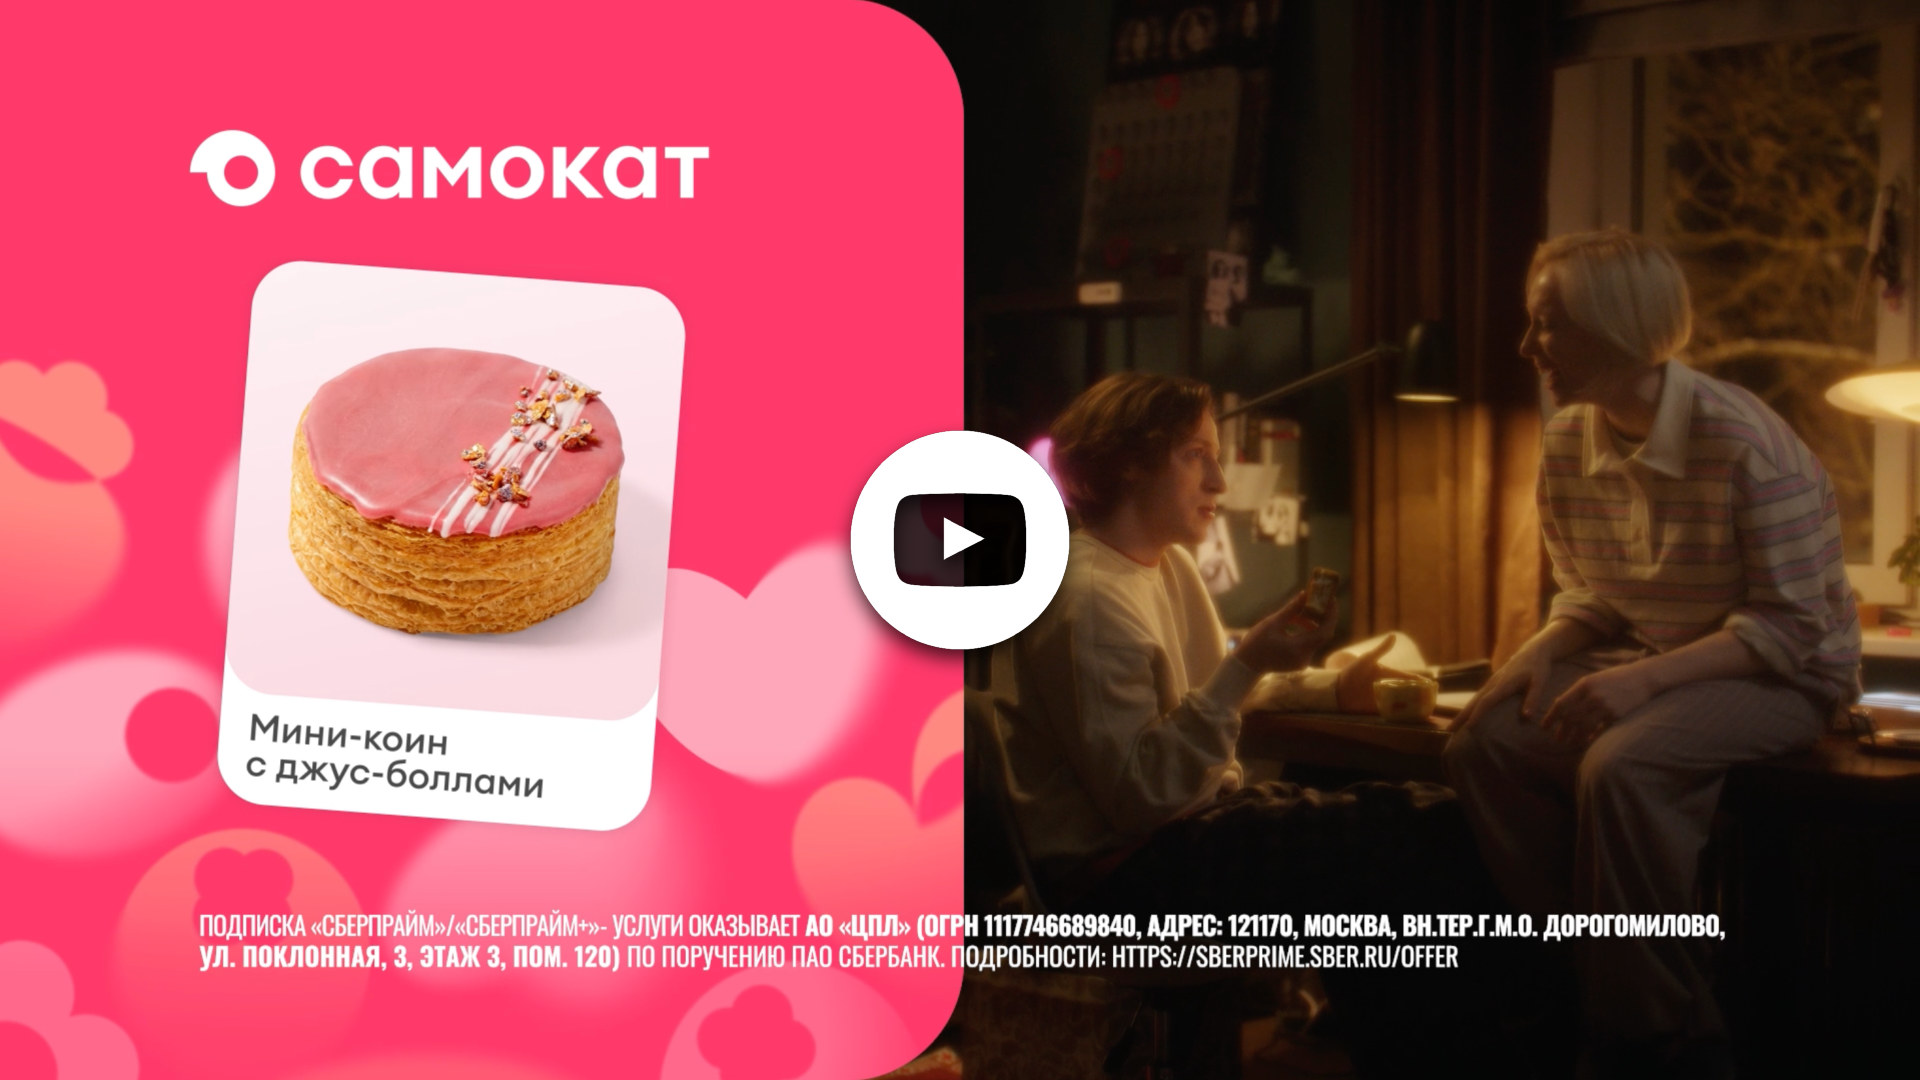 самокат
Мини-коин
с джус-боллами
ПОДПИСКА «СБЕРПРАЙМ»/«СБЕРПРАЙМ+»- УСЛУГИ ОКАЗЫВАЕТ АО «ЦПЛ» (ОГРН 1117746689840, АДРЕС: 121170, МОСКВА, ВН.ТЕР.Г.М.О. ДОРОГОМИЛОВО,
УЛ. ПОКЛОННАЯ, 3, ЭТАЖ 3, ПОМ. 120) ПО ПОРУЧЕНИЮ ПАО СБЕРБАНК. ПОДРОБНОСТИ: HTTPS://SBERPRIME.SBER.RU/OFFER